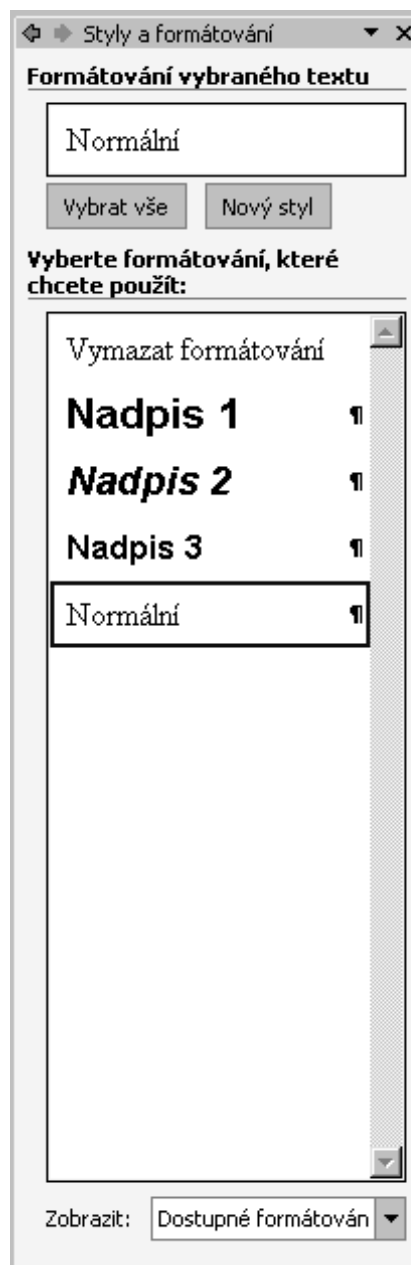 Styly a formátování
Formátování vybraného textu
Normální
Vybrat vše Nový styl
Vyberte formátování, které
chcete použít:
Vymazat formátování
Nadpis 1 ¶
Nadpis 2 ¶
Nadpis 3 ¶
Normální ¶
Zobrazit: Dostupné formátován